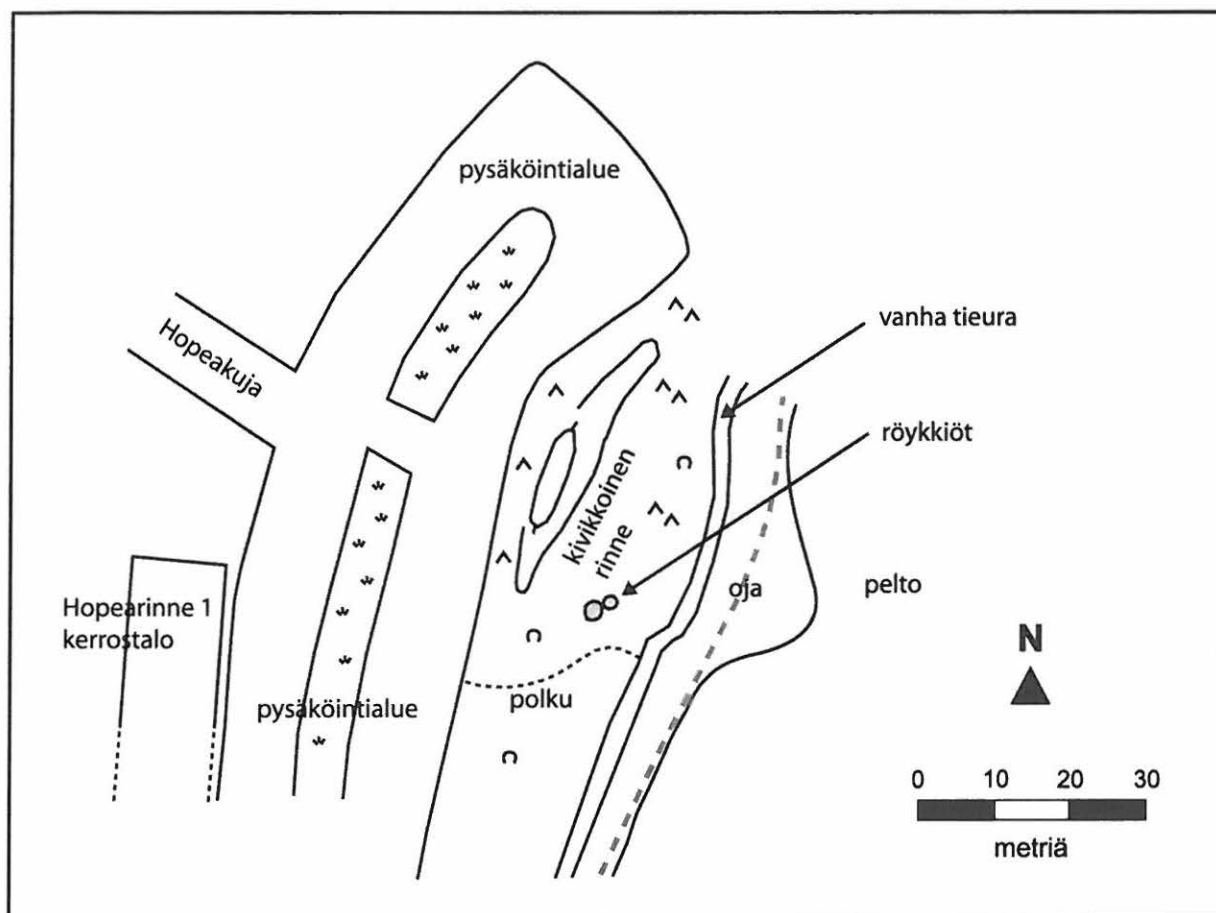 pysäköintialue
vanha tieura
Hopeakuja
röykkiöt
kivikkoinen
rinne
Hopearinne 1
kerrostalo
oja
pelto
N
pysäköintialue
polku
0 10 20 30
metriä